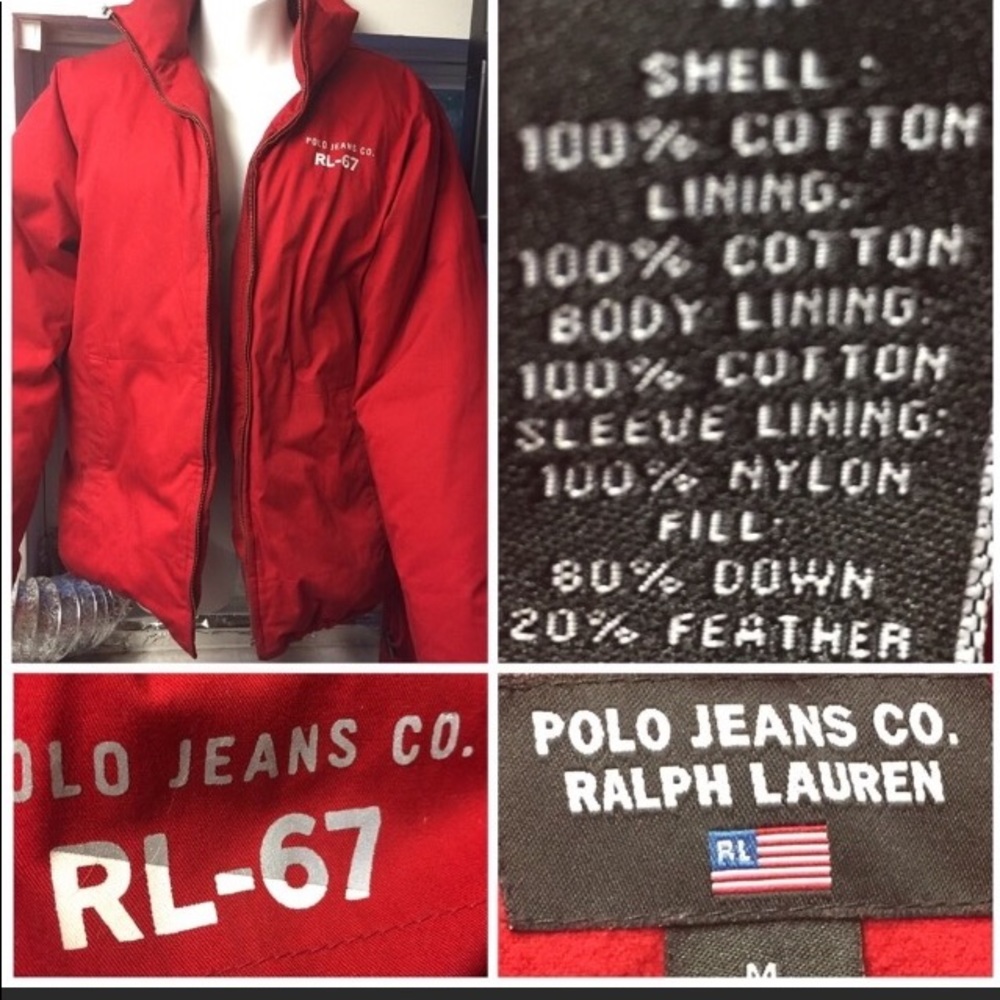 POLO JEANS CO.
RL-67
SHELL :
100% COTTON
LINING:
100% COTTON
BODY LINING:
100% COTTON
SLEEVE LINING:
100% NYLON
FILL:
80% DOWN
20% FEATHER
OLO JEANS CO.
RL-67
POLO JEANS CO.
RALPH LAUREN
RL
M